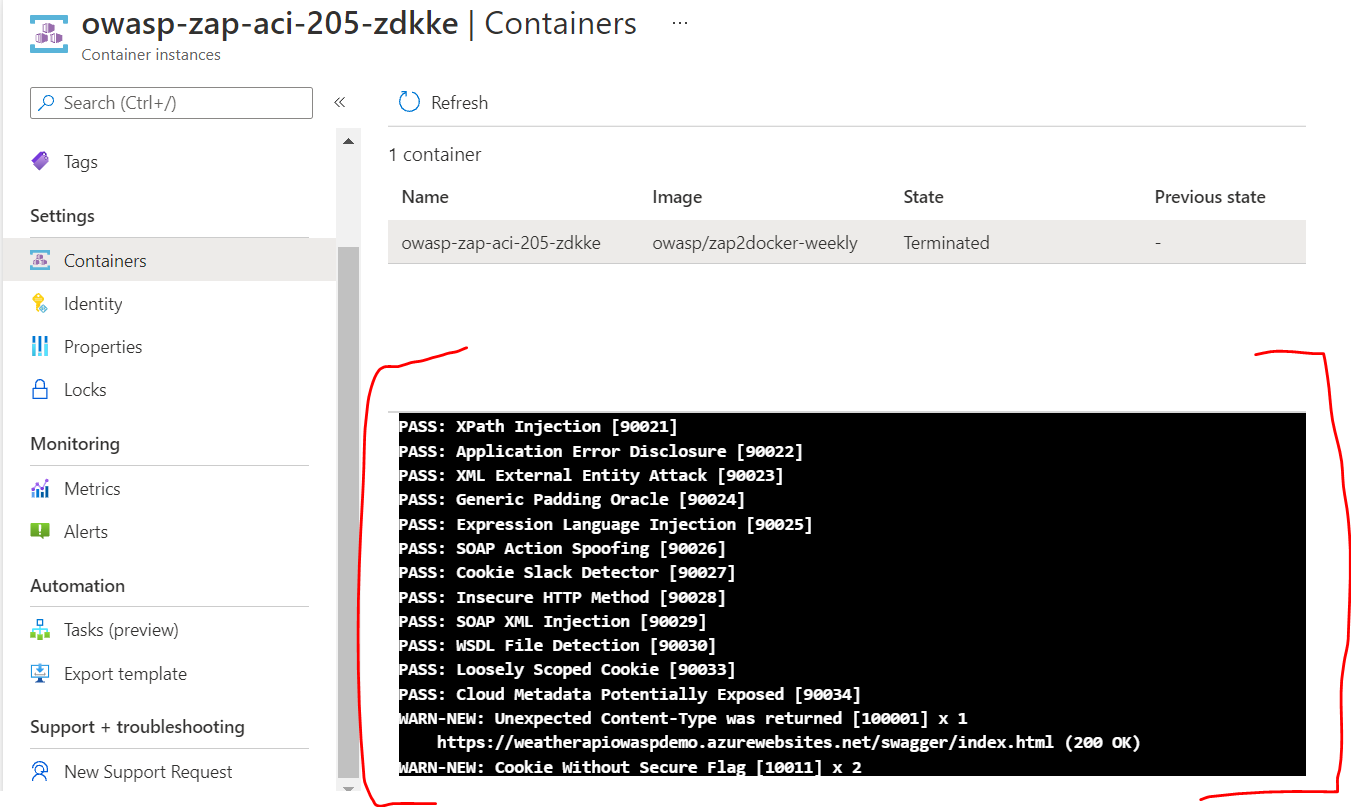 owasp-zap-aci-205-zdkke | Containers ...
Container instances
Search (Ctrl+/)
«
Refresh
Tags
Settings
Containers
Identity
Properties
Locks
Monitoring
Metrics
Alerts
Automation
Tasks (preview)
Export template
Support + troubleshooting
New Support Request
1 container
Name Image State Previous state
owasp-zap-aci-205-zdkke owasp/zap2docker-weekly Terminated -
PASS: XPath Injection [90021]
PASS: Application Error Disclosure [90022]
PASS: XML External Entity Attack [90023]
PASS: Generic Padding Oracle [90024]
PASS: Expression Language Injection [90025]
PASS: SOAP Action Spoofing [90026]
PASS: Cookie Slack Detector [90027]
PASS: Insecure HTTP Method [90028]
PASS: SOAP XML Injection [90029]
PASS: WSDL File Detection [90030]
PASS: Loosely Scoped Cookie [90033]
PASS: Cloud Metadata Potentially Exposed [90034]
WARN-NEW: Unexpected Content-Type was returned [100001] x 1
https://weatherapiowaspdemo.azurewebsites.net/swagger/index.html (200 OK)
WARN-NEW: Cookie Without Secure Flag [10011] x 2